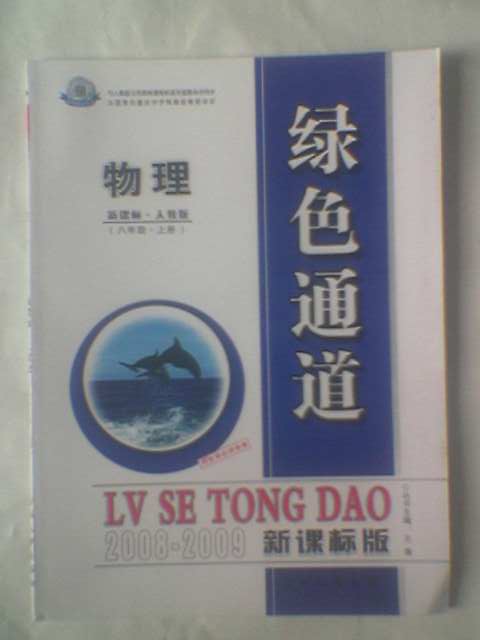 物理
新课标·人教版
（八年级·上册）
绿色通道
LV SE TONG DAO
2008-2009
新课标版